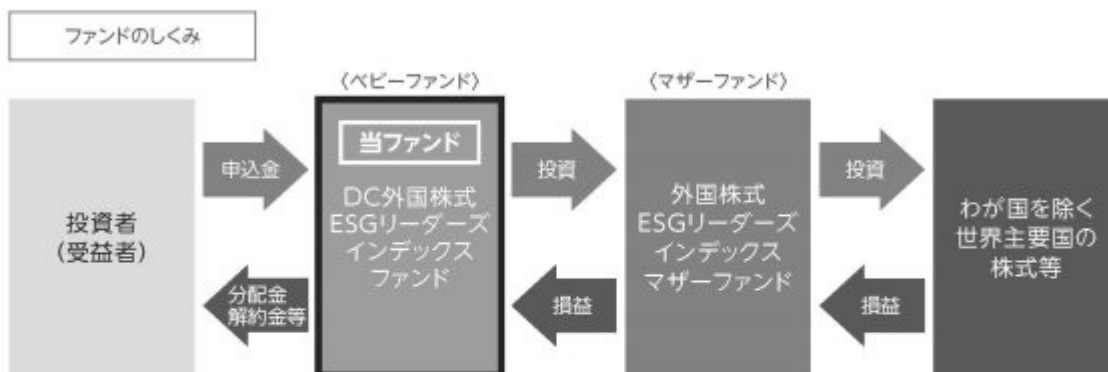 ファンドのしくみ
〈ベビーファンド〉
〈マザーファンド〉
投資者
(受益者)
申込金
分配金
解約金等
当ファンド
DC外国株式
ESGリーダーズ
インデックス
ファンド
投資
損益
外国株式
ESGリーダーズ
インデックス
マザーファンド
投資
損益
わが国を除く
世界主要国の
株式等